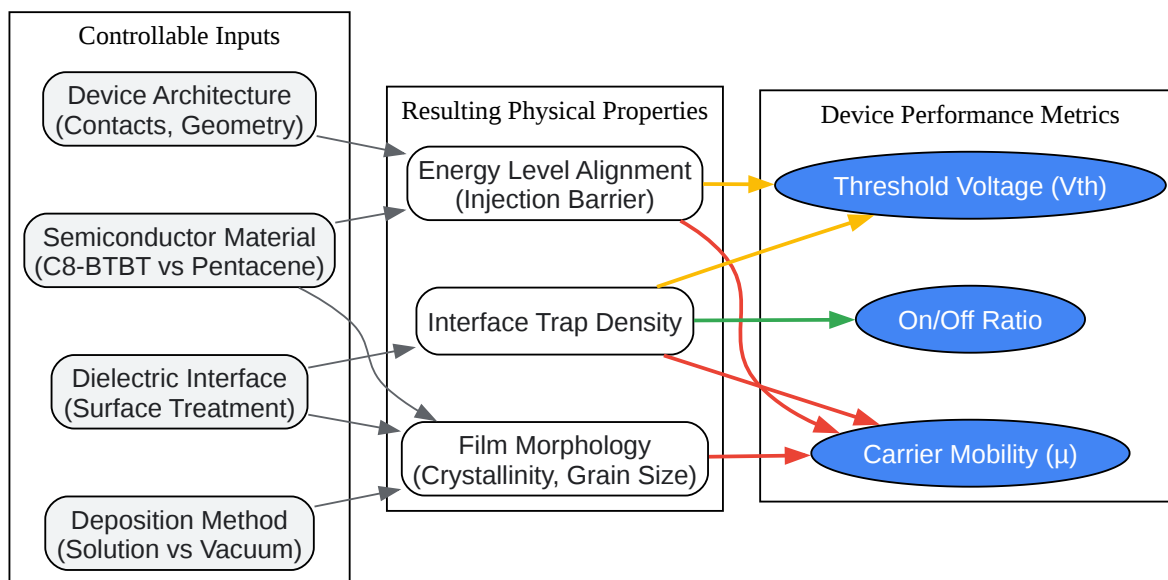 Controllable Inputs
Device Architecture
(Contacts, Geometry)
Semiconductor Material
(C8-BTBT vs Pentacene)
Dielectric Interface
(Surface Treatment)
Deposition Method
(Solution vs Vacuum)
Resulting Physical Properties
Energy Level Alignment
(Injection Barrier)
Interface Trap Density
Film Morphology
(Crystallinity, Grain Size)
Device Performance Metrics
Threshold Voltage (Vth)
On/Off Ratio
Carrier Mobility (µ)